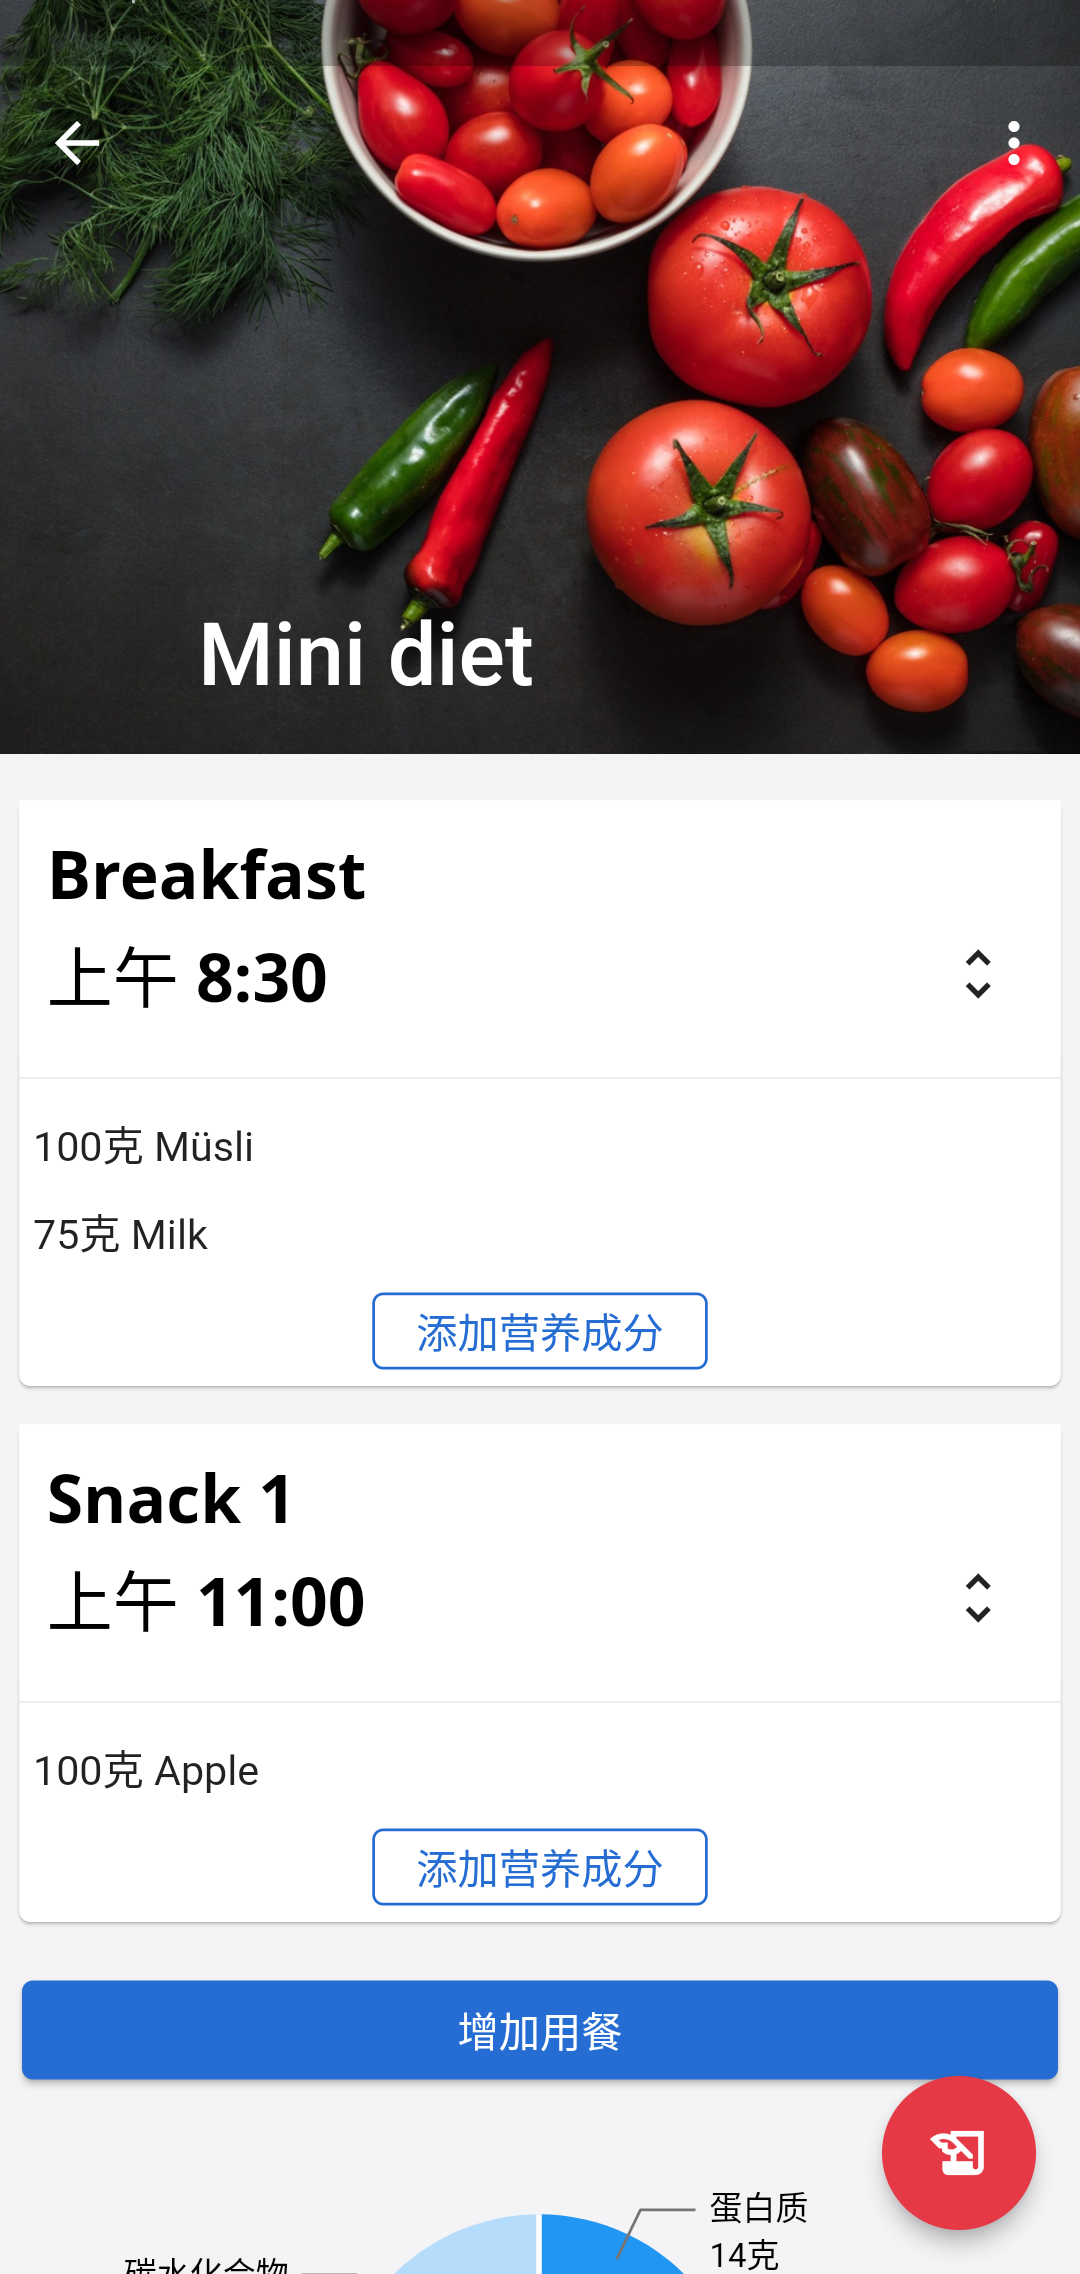 Mini diet
Breakfast
上午 8:30
100克 Müsli
75克 Milk
添加营养成分
Snack 1
上午 11:00
100克 Apple
添加营养成分
增加用餐
蛋白质
14克
碳水化合物